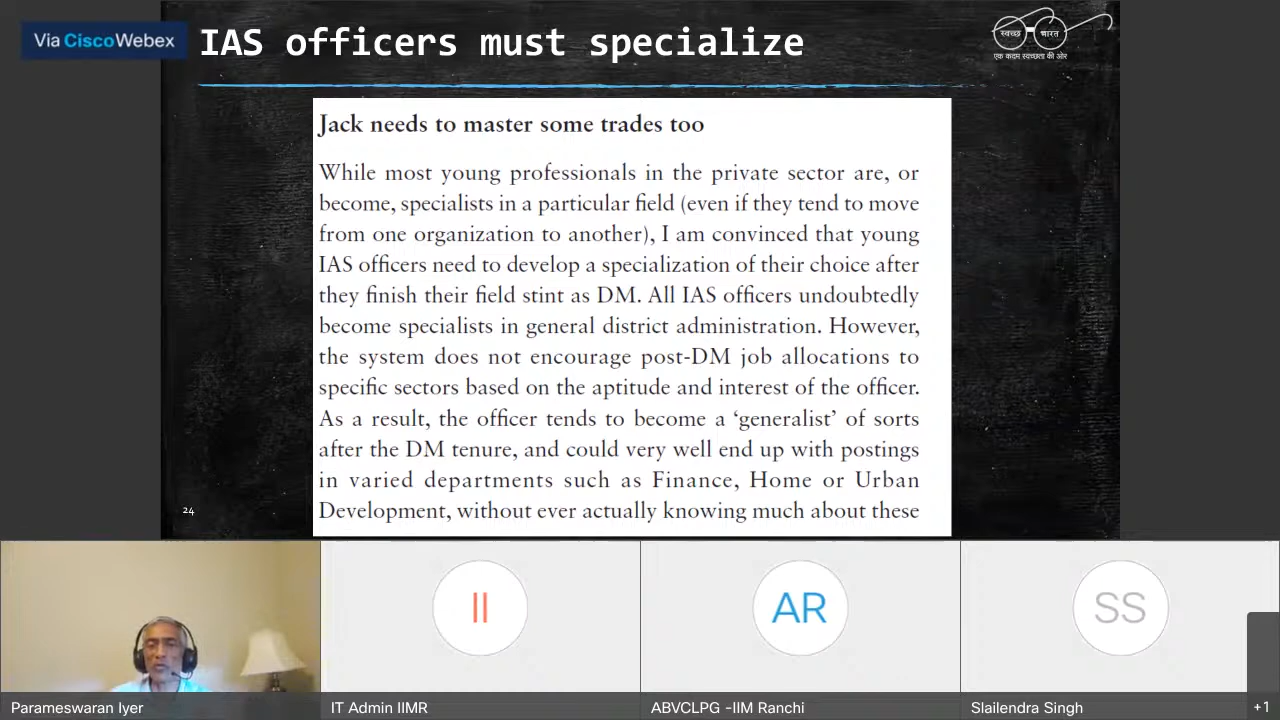 Via Cisco Webex
IAS officers must specialize
स्वच्छ भारत
एक कदम स्वच्छता की ओर
Jack needs to master some trades too
While most young professionals in the private sector are, or
become, specialists in a particular field (even if they tend to move
from one organization to another), I am convinced that young
IAS officers need to develop a specialization of their choice after
they finish their field stint as DM. All IAS officers undoubtedly
become specialists in general district administration. However,
the system does not encourage post-DM job allocations to
specific sectors based on the aptitude and interest of the officer.
As a result, the officer tends to become a ‘generalist’ of sorts
after the DM tenure, and could very well end up with postings
in varied departments such as Finance, Home or Urban
Development, without ever actually knowing much about these
24
II
AR
SS
Parameswaran Iyer
IT Admin IIMR
ABVCLPG -IIM Ranchi
Slailendra Singh
+1